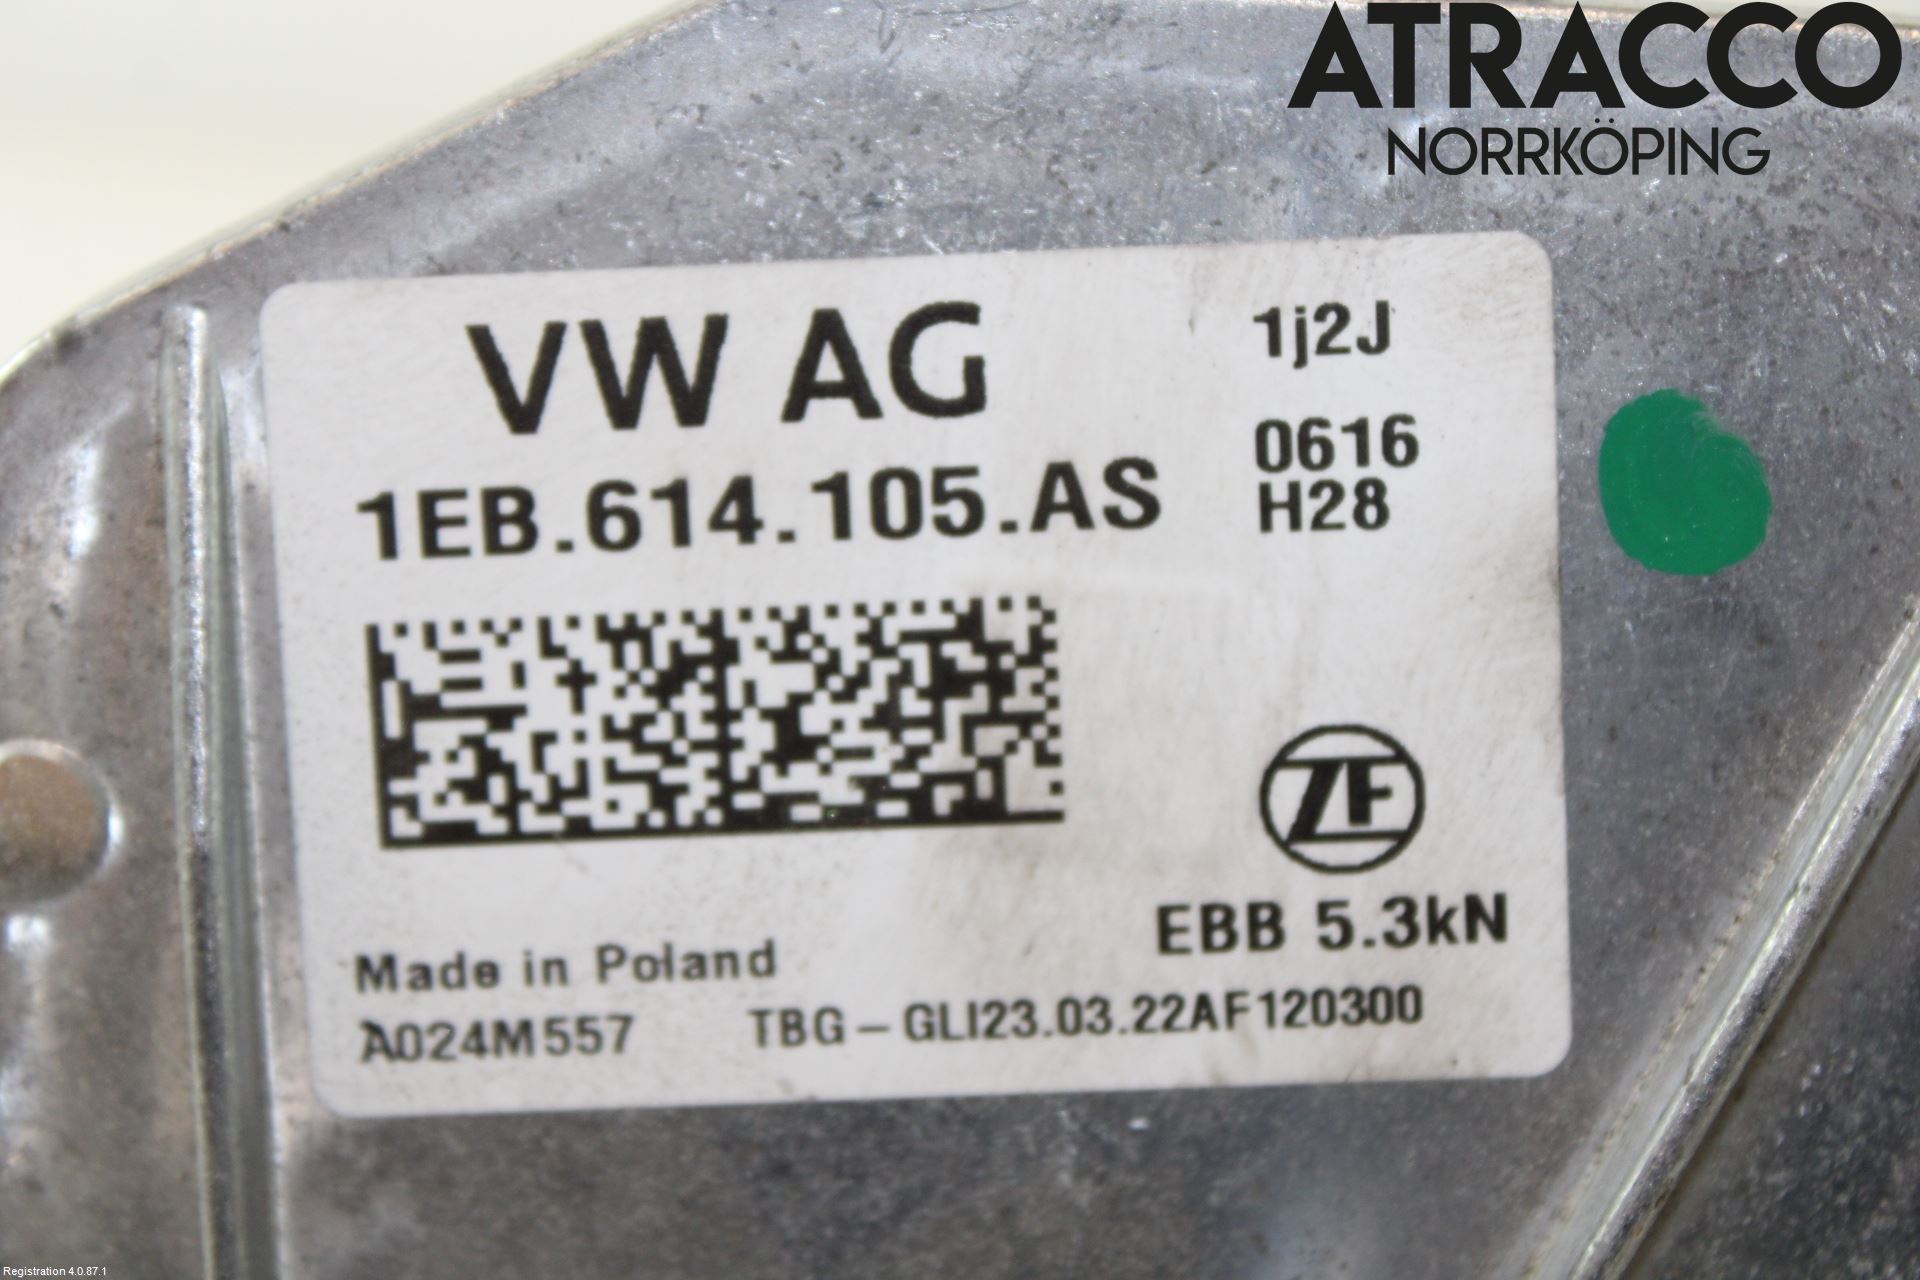 ATRACCO
NORRKÖPING
VW AG
1j2J
1EB.614.105.AS
0616
H28
ZF
EBB 5.3kN
Made in Poland
A024M557
TBG-GLI23.03.22AF120300
Registration 4.0.87.1